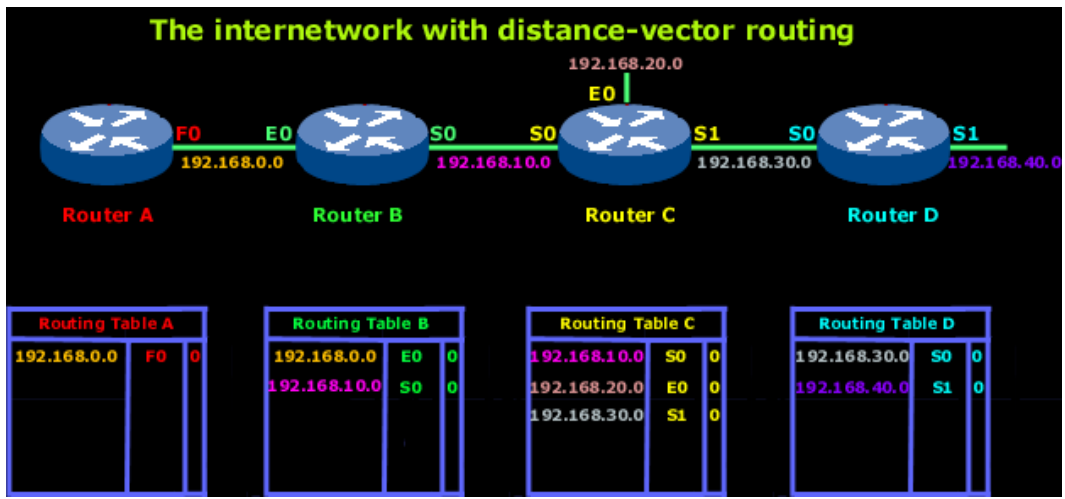 The internetwork with distance-vector routing
192.168.20.0
E0
F0 E0 S0 S0 S1 S0 S1
192.168.0.0 192.168.10.0 192.168.30.0 192.168.40.0
Router A Router B Router C Router D
Routing Table A
192.168.0.0 F0 0
Routing Table B
192.168.0.0 E0 0
192.168.10.0 S0 0
Routing Table C
192.168.10.0 S0 0
192.168.20.0 E0 0
192.168.30.0 S1 0
Routing Table D
192.168.30.0 S0 0
192.168.40.0 S1 0